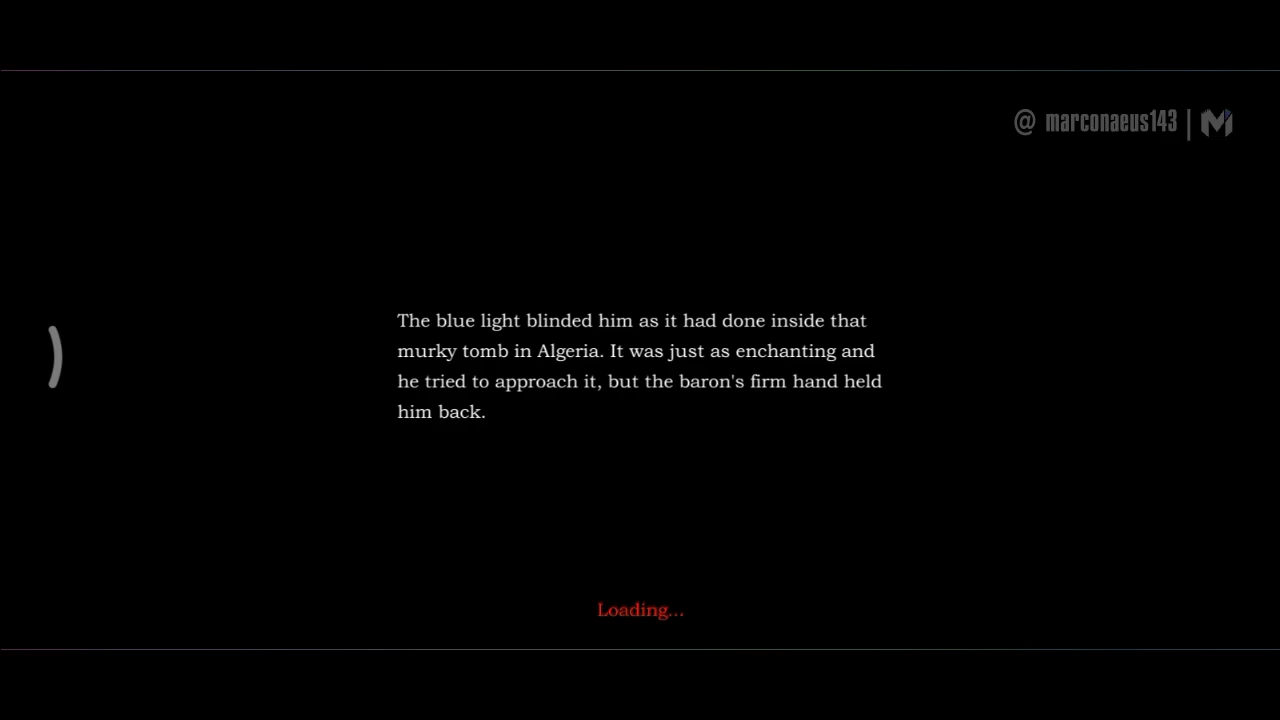 @ marconaeus143 |
The blue light blinded him as it had done inside that
murky tomb in Algeria. It was just as enchanting and
he tried to approach it, but the baron's firm hand held
him back.
Loading...